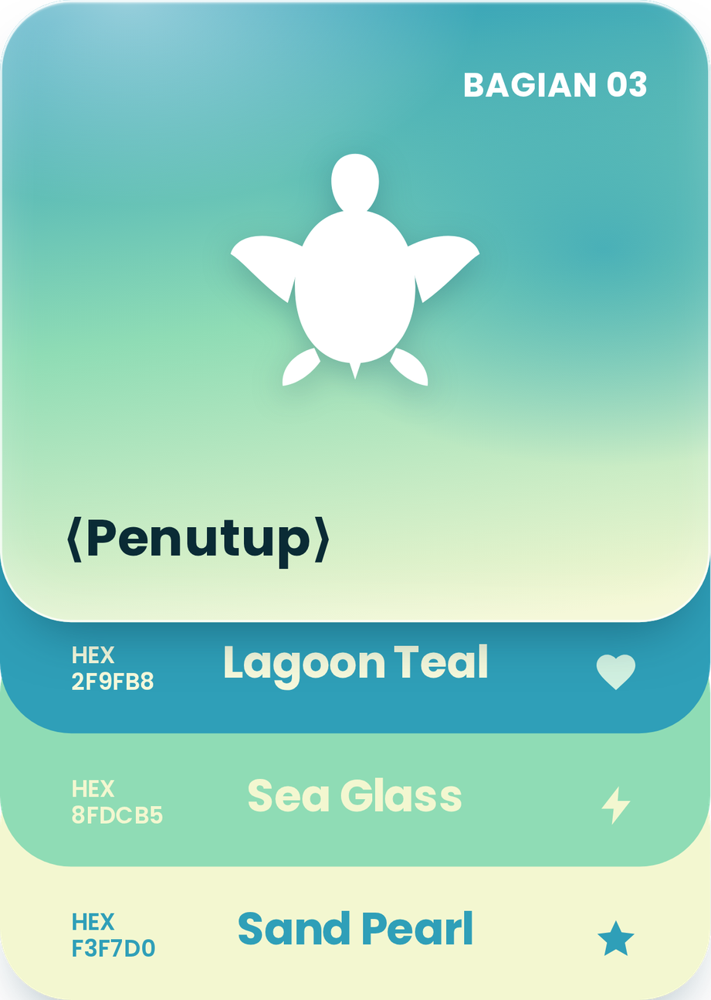 BAGIAN 03
⟨Penutup⟩
HEX
2F9FB8
Lagoon Teal
HEX
8FDCB5
Sea Glass
HEX
F3F7D0
Sand Pearl